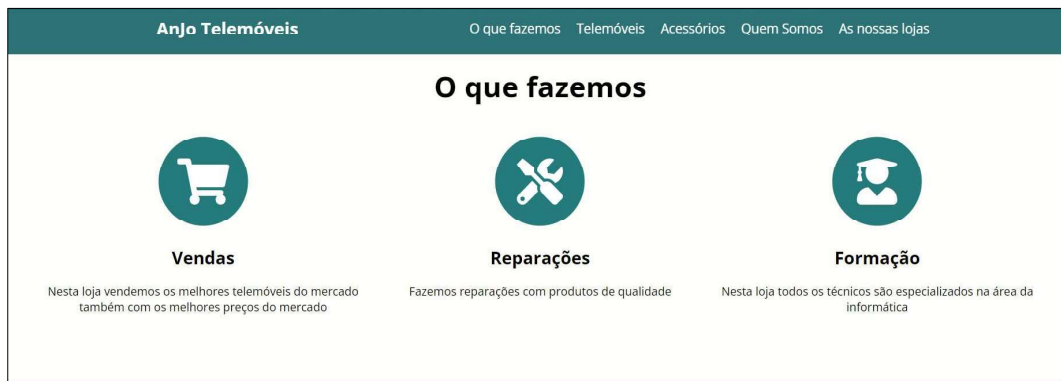 AnJo Telemóveis
O que fazemos Telemóveis Acessórios Quem Somos As nossas lojas
O que fazemos
Vendas
Nesta loja vendemos os melhores telemóveis do mercado
também com os melhores preços do mercado
Reparações
Fazemos reparações com produtos de qualidade
Formação
Nesta loja todos os técnicos são especializados na área da
informática